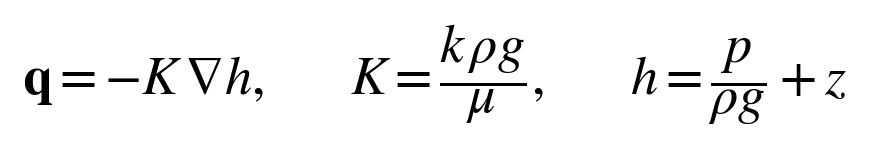 q = −K∇h, K = kρg/μ, h = p/ρg + z